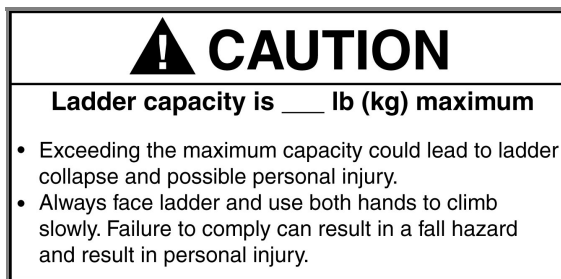 CAUTION
Ladder capacity is ___ lb (kg) maximum
• Exceeding the maximum capacity could lead to ladder
collapse and possible personal injury.
• Always face ladder and use both hands to climb
slowly. Failure to comply can result in a fall hazard
and result in personal injury.